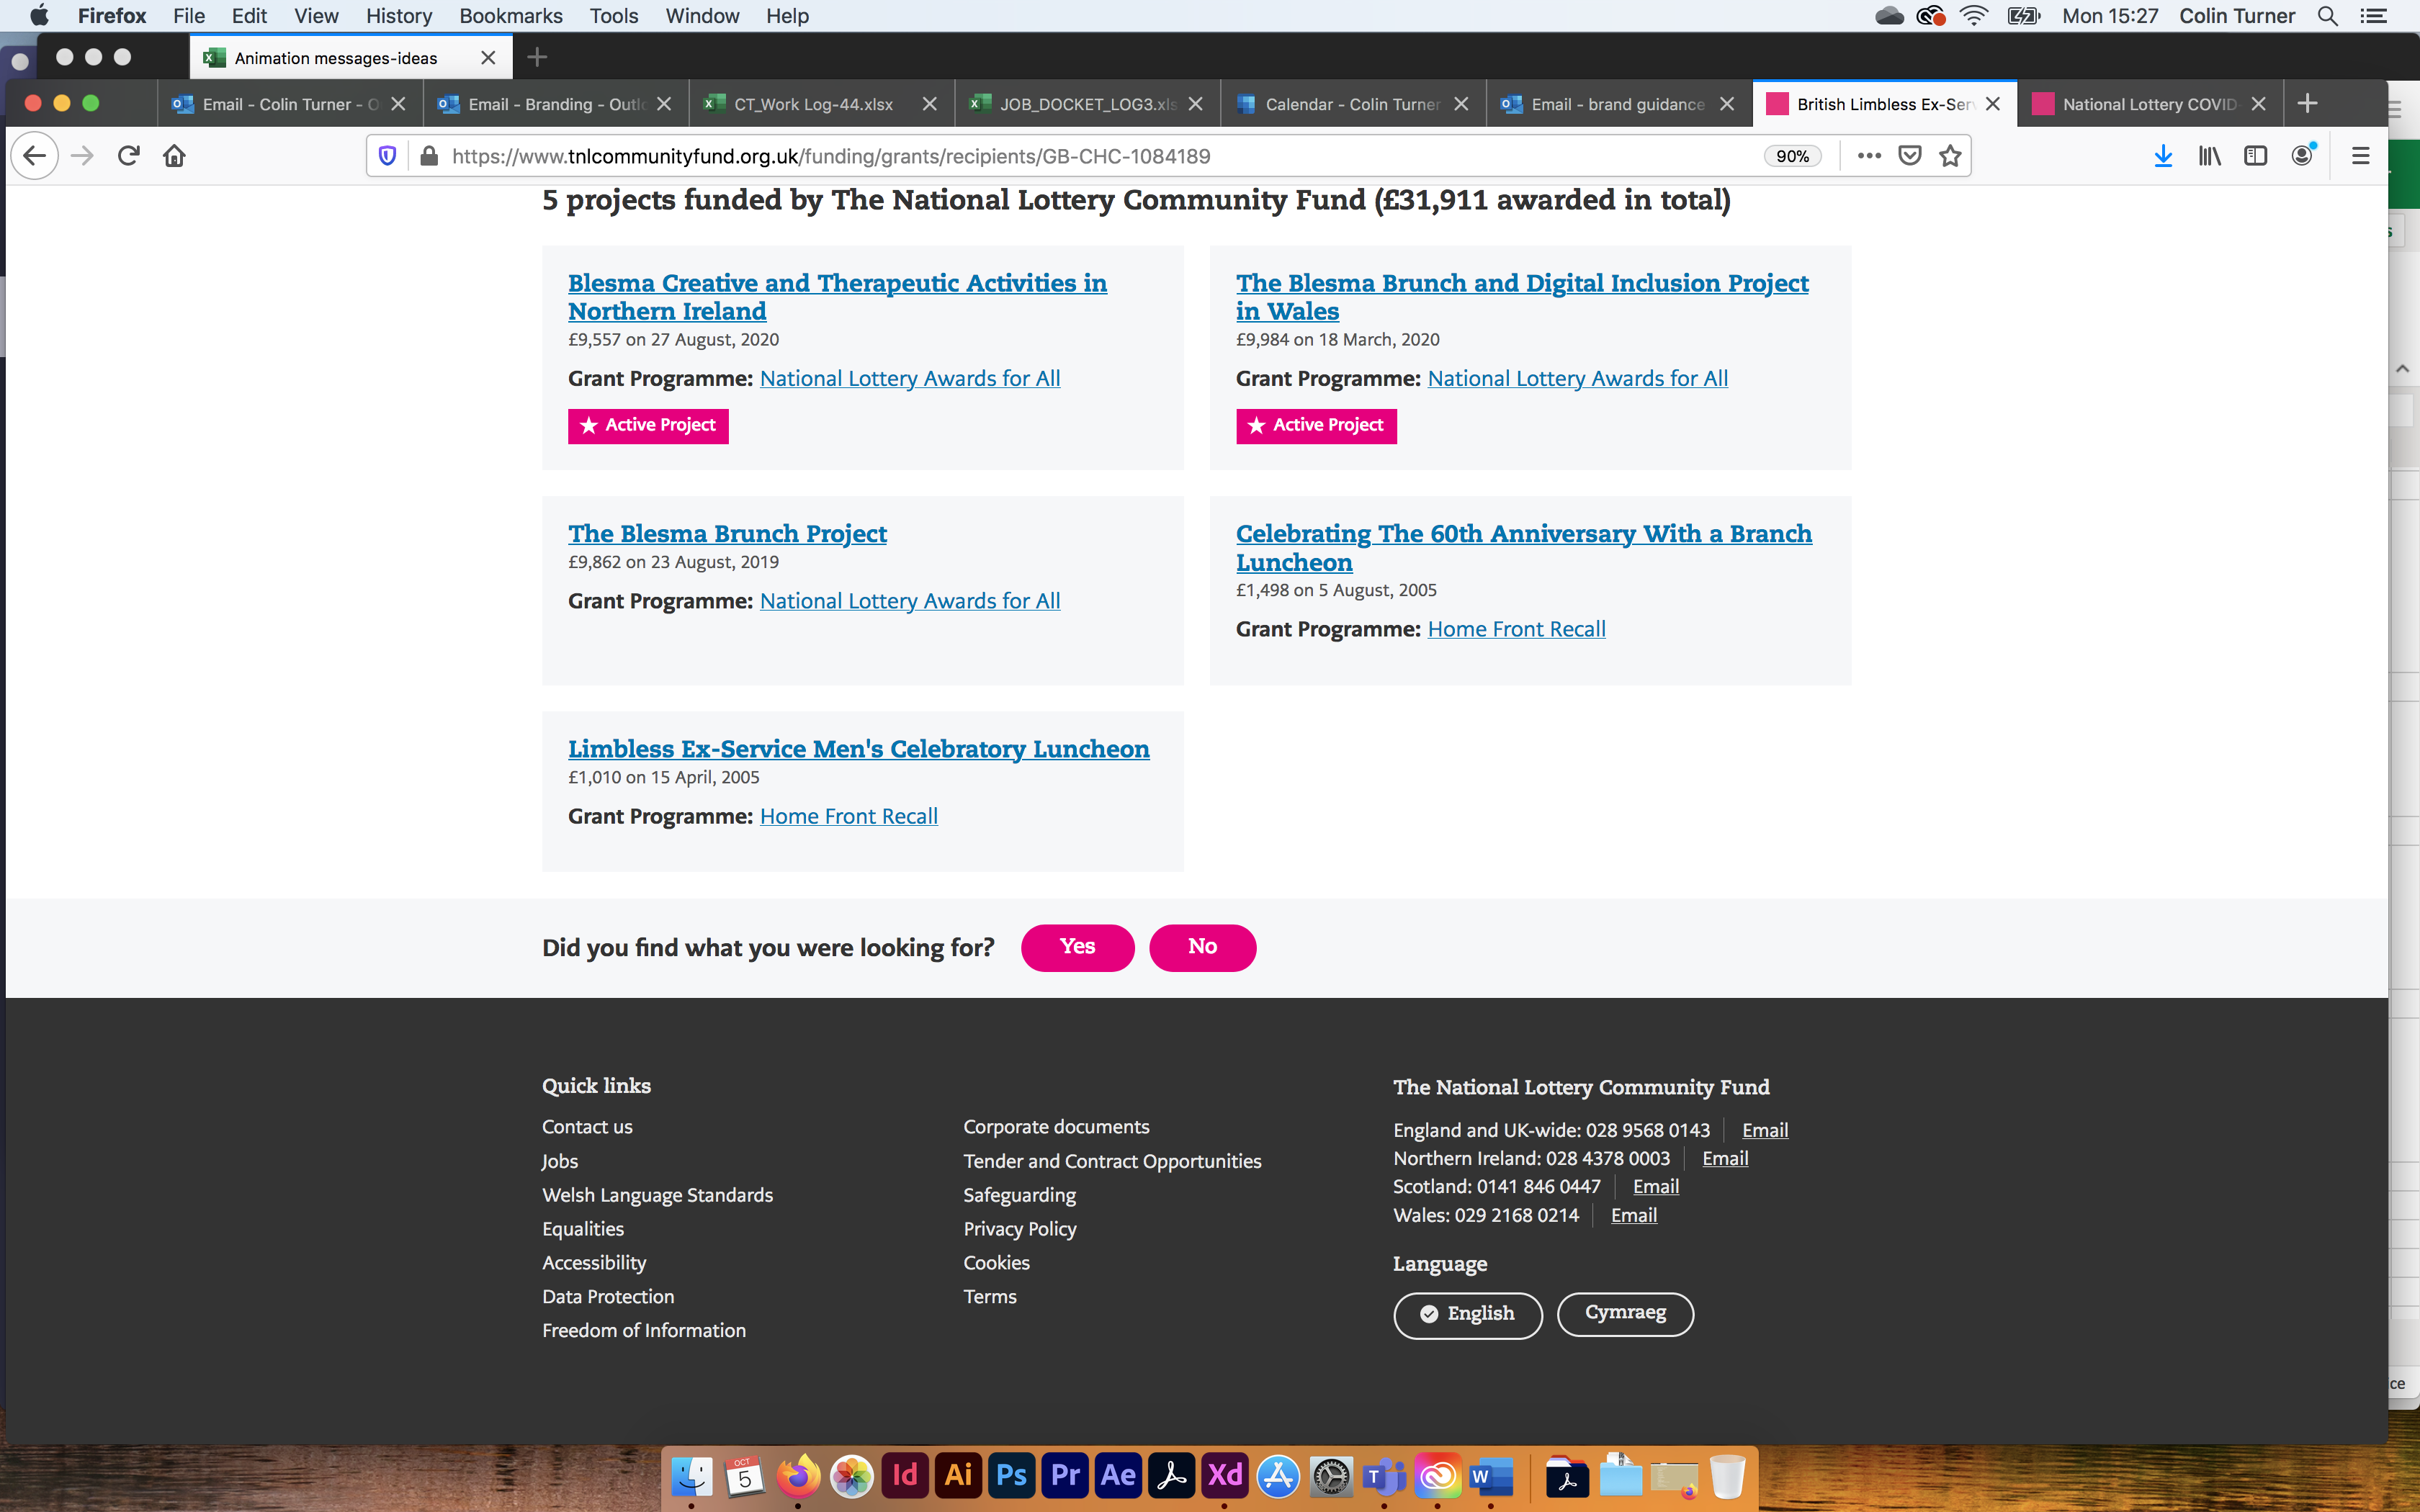 Firefox File Edit View History Bookmarks Tools Window Help Mon 15:27 Colin Turner
Animation messages-ideas
Email - Colin Turner - O Email - Branding - Outlo CT_Work Log-44.xlsx JOB_DOCKET_LOG3.xls Calendar - Colin Turner Email - brand guidance British Limbless Ex-Serv National Lottery COVID
https://www.tnlcommunityfund.org.uk/funding/grants/recipients/GB-CHC-1084189 90%
5 projects funded by The National Lottery Community Fund (£31,911 awarded in total)
Blesma Creative and Therapeutic Activities in
Northern Ireland
£9,557 on 27 August, 2020
Grant Programme: National Lottery Awards for All
Active Project
The Blesma Brunch and Digital Inclusion Project
in Wales
£9,984 on 18 March, 2020
Grant Programme: National Lottery Awards for All
Active Project
The Blesma Brunch Project
£9,862 on 23 August, 2019
Grant Programme: National Lottery Awards for All
Celebrating The 60th Anniversary With a Branch
Luncheon
£1,498 on 5 August, 2005
Grant Programme: Home Front Recall
Limbless Ex-Service Men's Celebratory Luncheon
£1,010 on 15 April, 2005
Grant Programme: Home Front Recall
Did you find what you were looking for? Yes No
Quick links
Contact us
Jobs
Welsh Language Standards
Equalities
Accessibility
Data Protection
Freedom of Information
Corporate documents
Tender and Contract Opportunities
Safeguarding
Privacy Policy
Cookies
Terms
The National Lottery Community Fund
England and UK-wide: 028 9568 0143 Email
Northern Ireland: 028 4378 0003 Email
Scotland: 0141 846 0447 Email
Wales: 029 2168 0214 Email
Language
English Cymraeg
ce
OCT
5
Id Ai Ps Pr Ae Xd T W